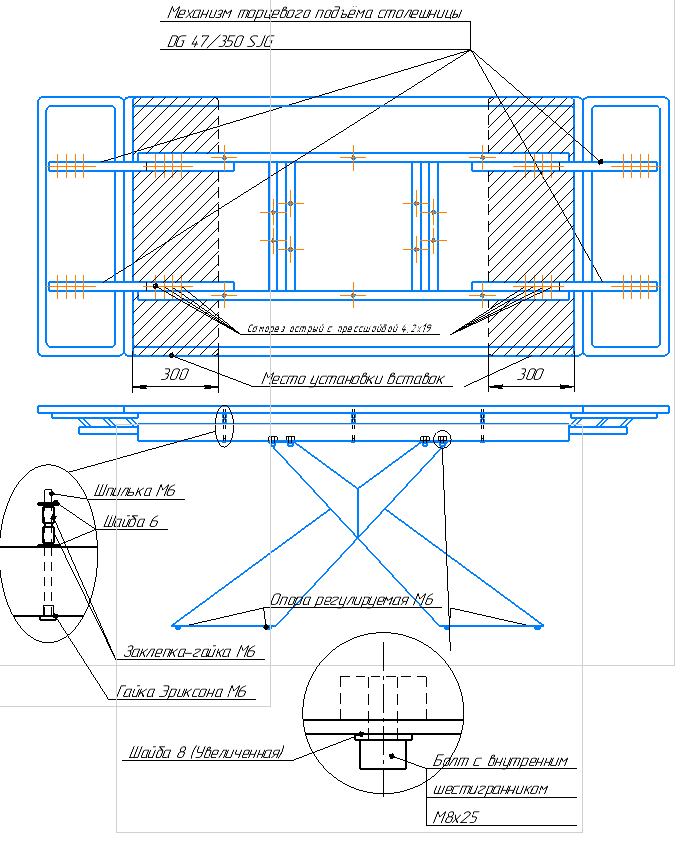 Механизм торцевого подъёма столешницы
DG 47/350 SJG
Саморез острый с прессшайбой 4,2х19
300
Место установки вставок
300
Шпилька М6
Шайба 6
Опора регулируемая М6
Заклепка-гайка М6
Гайка Эриксона М6
Шайба 8 (Увеличенная)
Болт с внутренним
шестигранником
М8х25